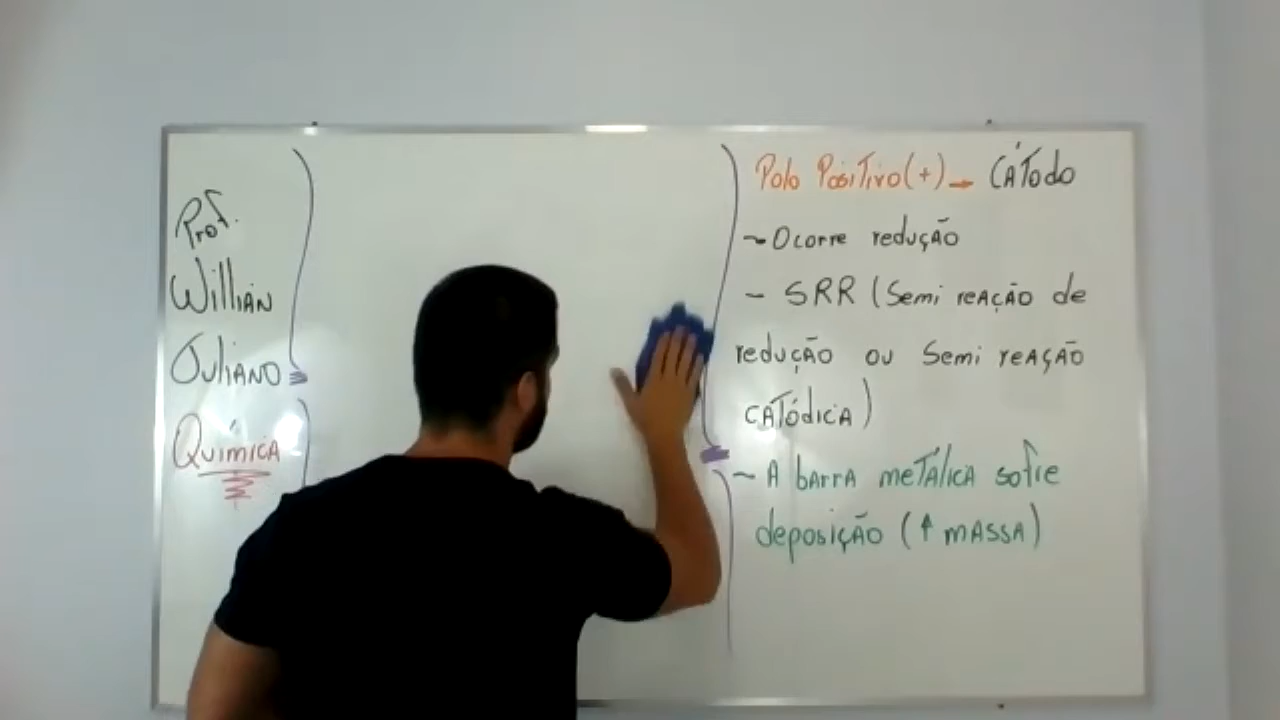 Prof.
Willian
Juliano
Química
Polo Positivo (+) → CÁTodo
~ Ocorre redução
- SRR (Semi reação de
redução ou Semi reação
CATÓdiCA)
~ A bARRA meTÁliCA sofre
deposição (↑ mASSA)